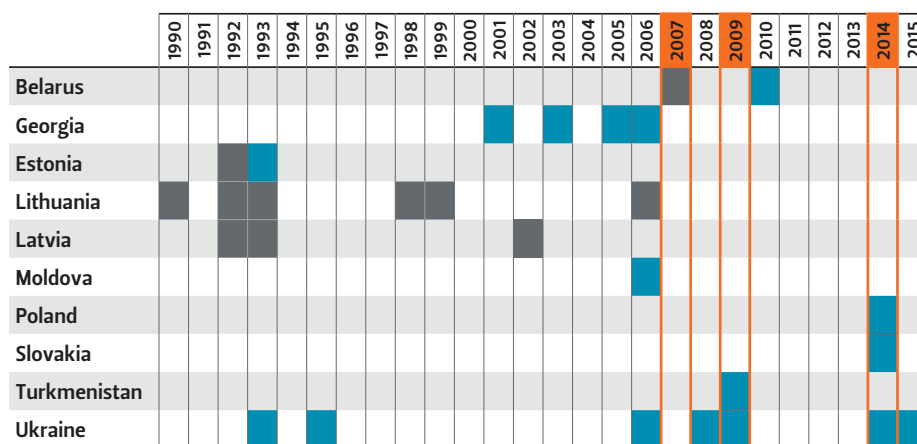 1990 1991 1992 1993 1994 1995 1996 1997 1998 1999 2000 2001 2002 2003 2004 2005 2006 2007 2008 2009 2010 2011 2012 2013 2014 2015
Belarus
Georgia
Estonia
Lithuania
Latvia
Moldova
Poland
Slovakia
Turkmenistan
Ukraine